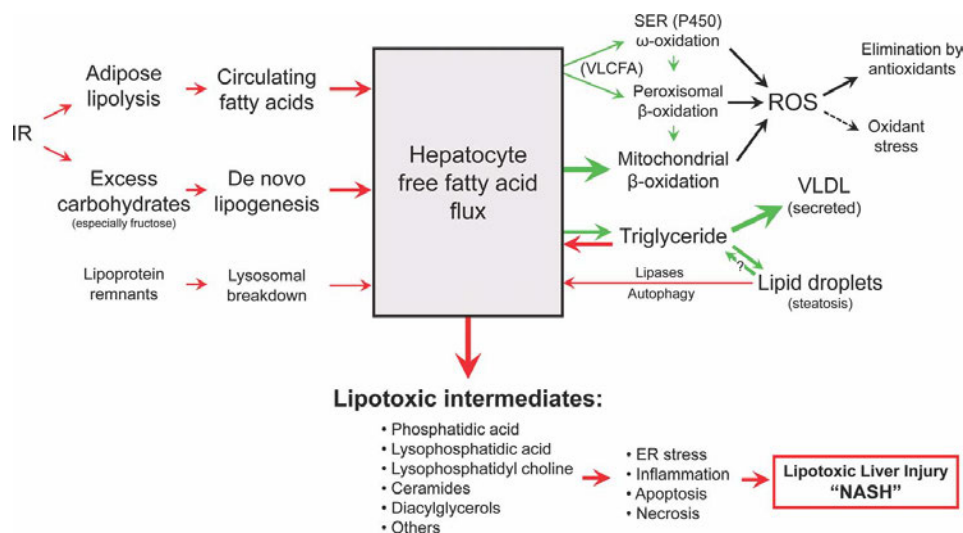 IR
Adipose
lipolysis
Circulating
fatty acids
Excess
carbohydrates
(especially fructose)
De novo
lipogenesis
Lipoprotein
remnants
Lysosomal
breakdown
Hepatocyte
free fatty acid
flux
SER (P450)
ω-oxidation
(VLCFA)
Peroxisomal
β-oxidation
Mitochondrial
β-oxidation
ROS
Elimination by
antioxidants
Oxidant
stress
Triglyceride
VLDL
(secreted)
?
Lipid droplets
(steatosis)
Lipases
Autophagy
Lipotoxic intermediates:
• Phosphatidic acid
• Lysophosphatidic acid
• Lysophosphatidyl choline
• Ceramides
• Diacylglycerols
• Others
• ER stress
• Inflammation
• Apoptosis
• Necrosis
Lipotoxic Liver Injury
“NASH”